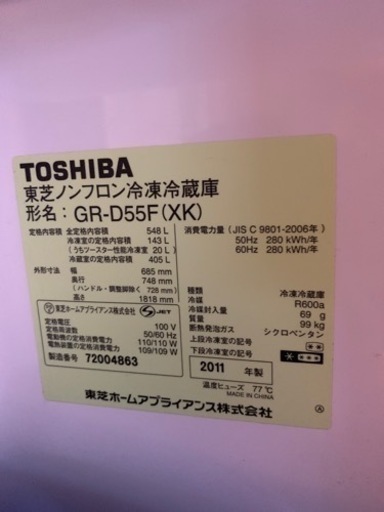 TOSHIBA
東芝ノンフロン冷凍冷蔵庫
形名：GR-D55F(XK)
定格内容積 全定格内容積 548 L
冷凍室の定格内容積 143 L
(うちツースター性能冷凍室 20 L)
冷蔵室の定格内容積 405 L
外形寸法 幅 685 mm
奥行 748 mm
(ハンドル・調整脚除く 728 mm)
高さ 1818 mm
東芝ホームアプライアンス株式会社 JET
定格電圧 100 V
定格周波数 50/60 Hz
電動機の定格消費電力 110/110 W
電熱装置の定格消費電力 109/109 W
製造番号 72004863
消費電力量 (JIS C 9801-2006年)
50Hz 280 kWh/年
60Hz 280 kWh/年
種類 冷凍冷蔵庫
冷媒 R600a
冷媒封入量 69 g
質量 99 kg
断熱発泡ガス シクロペンタン
上段冷凍室の記号
下段冷凍室の記号
2011 年製
温度ヒューズ 77℃
MADE IN CHINA
東芝ホームアプライアンス株式会社